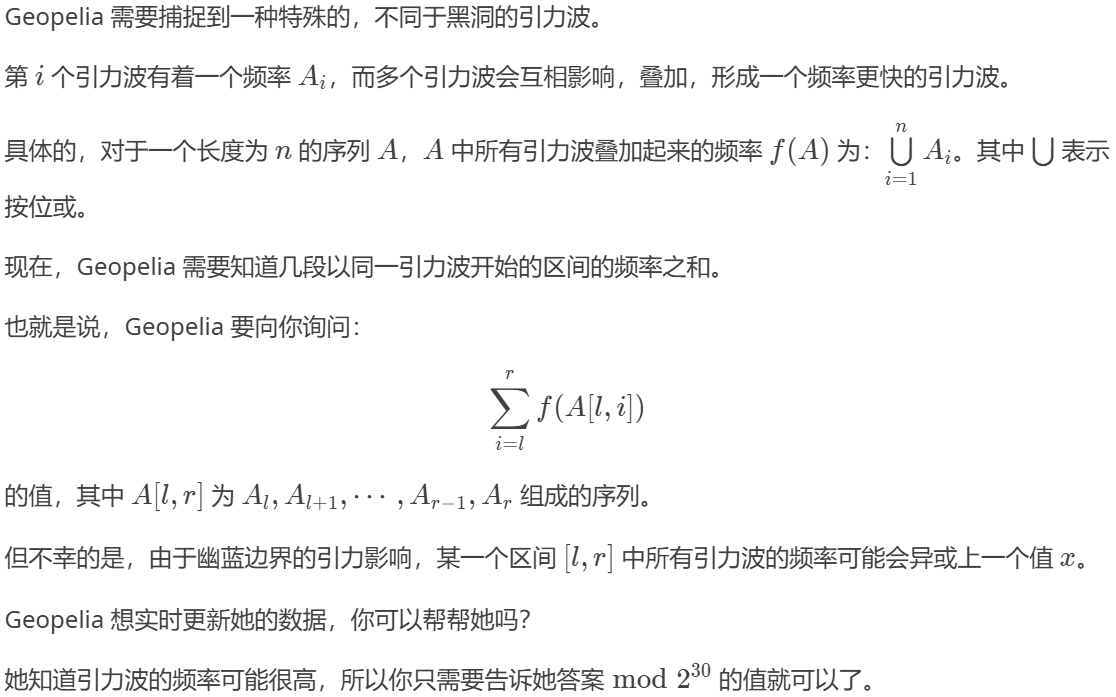 Geopelia 需要捕捉到一种特殊的，不同于黑洞的引力波。
第 $i$ 个引力波有着一个频率 $A_i$，而多个引力波会互相影响，叠加，形成一个频率更快的引力波。
具体的，对于一个长度为 $n$ 的序列 $A$，$A$ 中所有引力波叠加起来的频率 $f(A)$ 为：$\bigcup\limits_{i=1}^{n} A_i$。其中 $\bigcup$ 表示
按位或。
现在，Geopelia 需要知道几段以同一引力波开始的区间的频率之和。
也就是说，Geopelia 要向你询问：
$\sum\limits_{i=l}^{r} f(A[l,i])$
的值，其中 $A[l,r]$ 为 $A_l, A_{l+1}, \cdots, A_{r-1}, A_r$ 组成的序列。
但不幸的是，由于幽蓝边界的引力影响，某一个区间 $[l,r]$ 中所有引力波的频率可能会异或上一个值 $x$。
Geopelia 想实时更新她的数据，你可以帮帮她吗？
她知道引力波的频率可能很高，所以你只需要告诉她答案 $\bmod 2^{30}$ 的值就可以了。